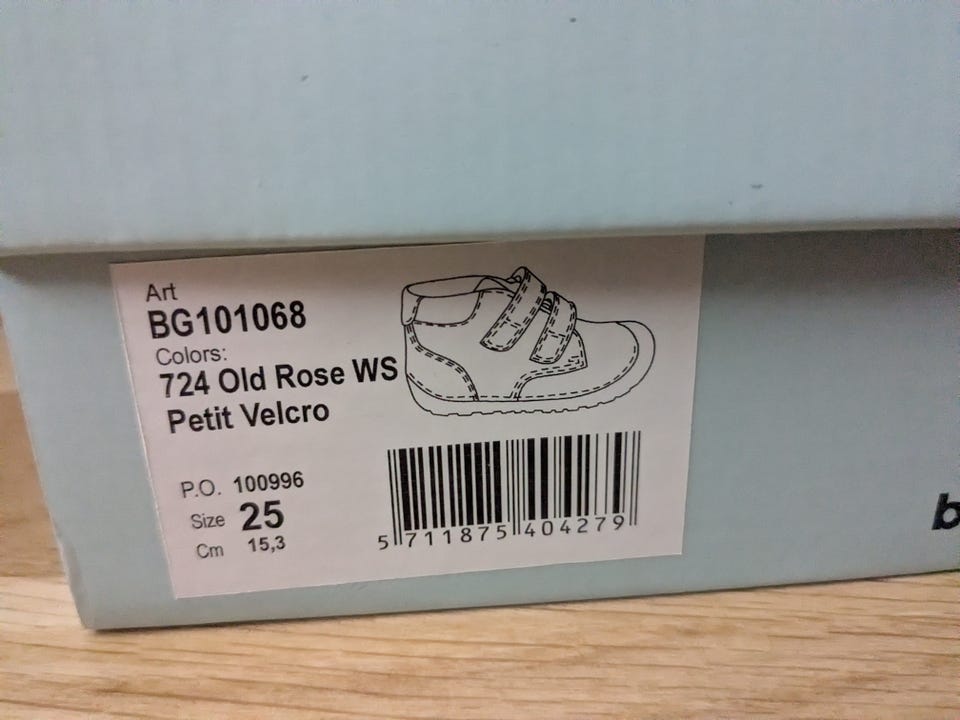 Art
BG101068
Colors:
724 Old Rose WS
Petit Velcro
P.O. 100996
Size 25
Cm 15,3
5 711875 404279
b